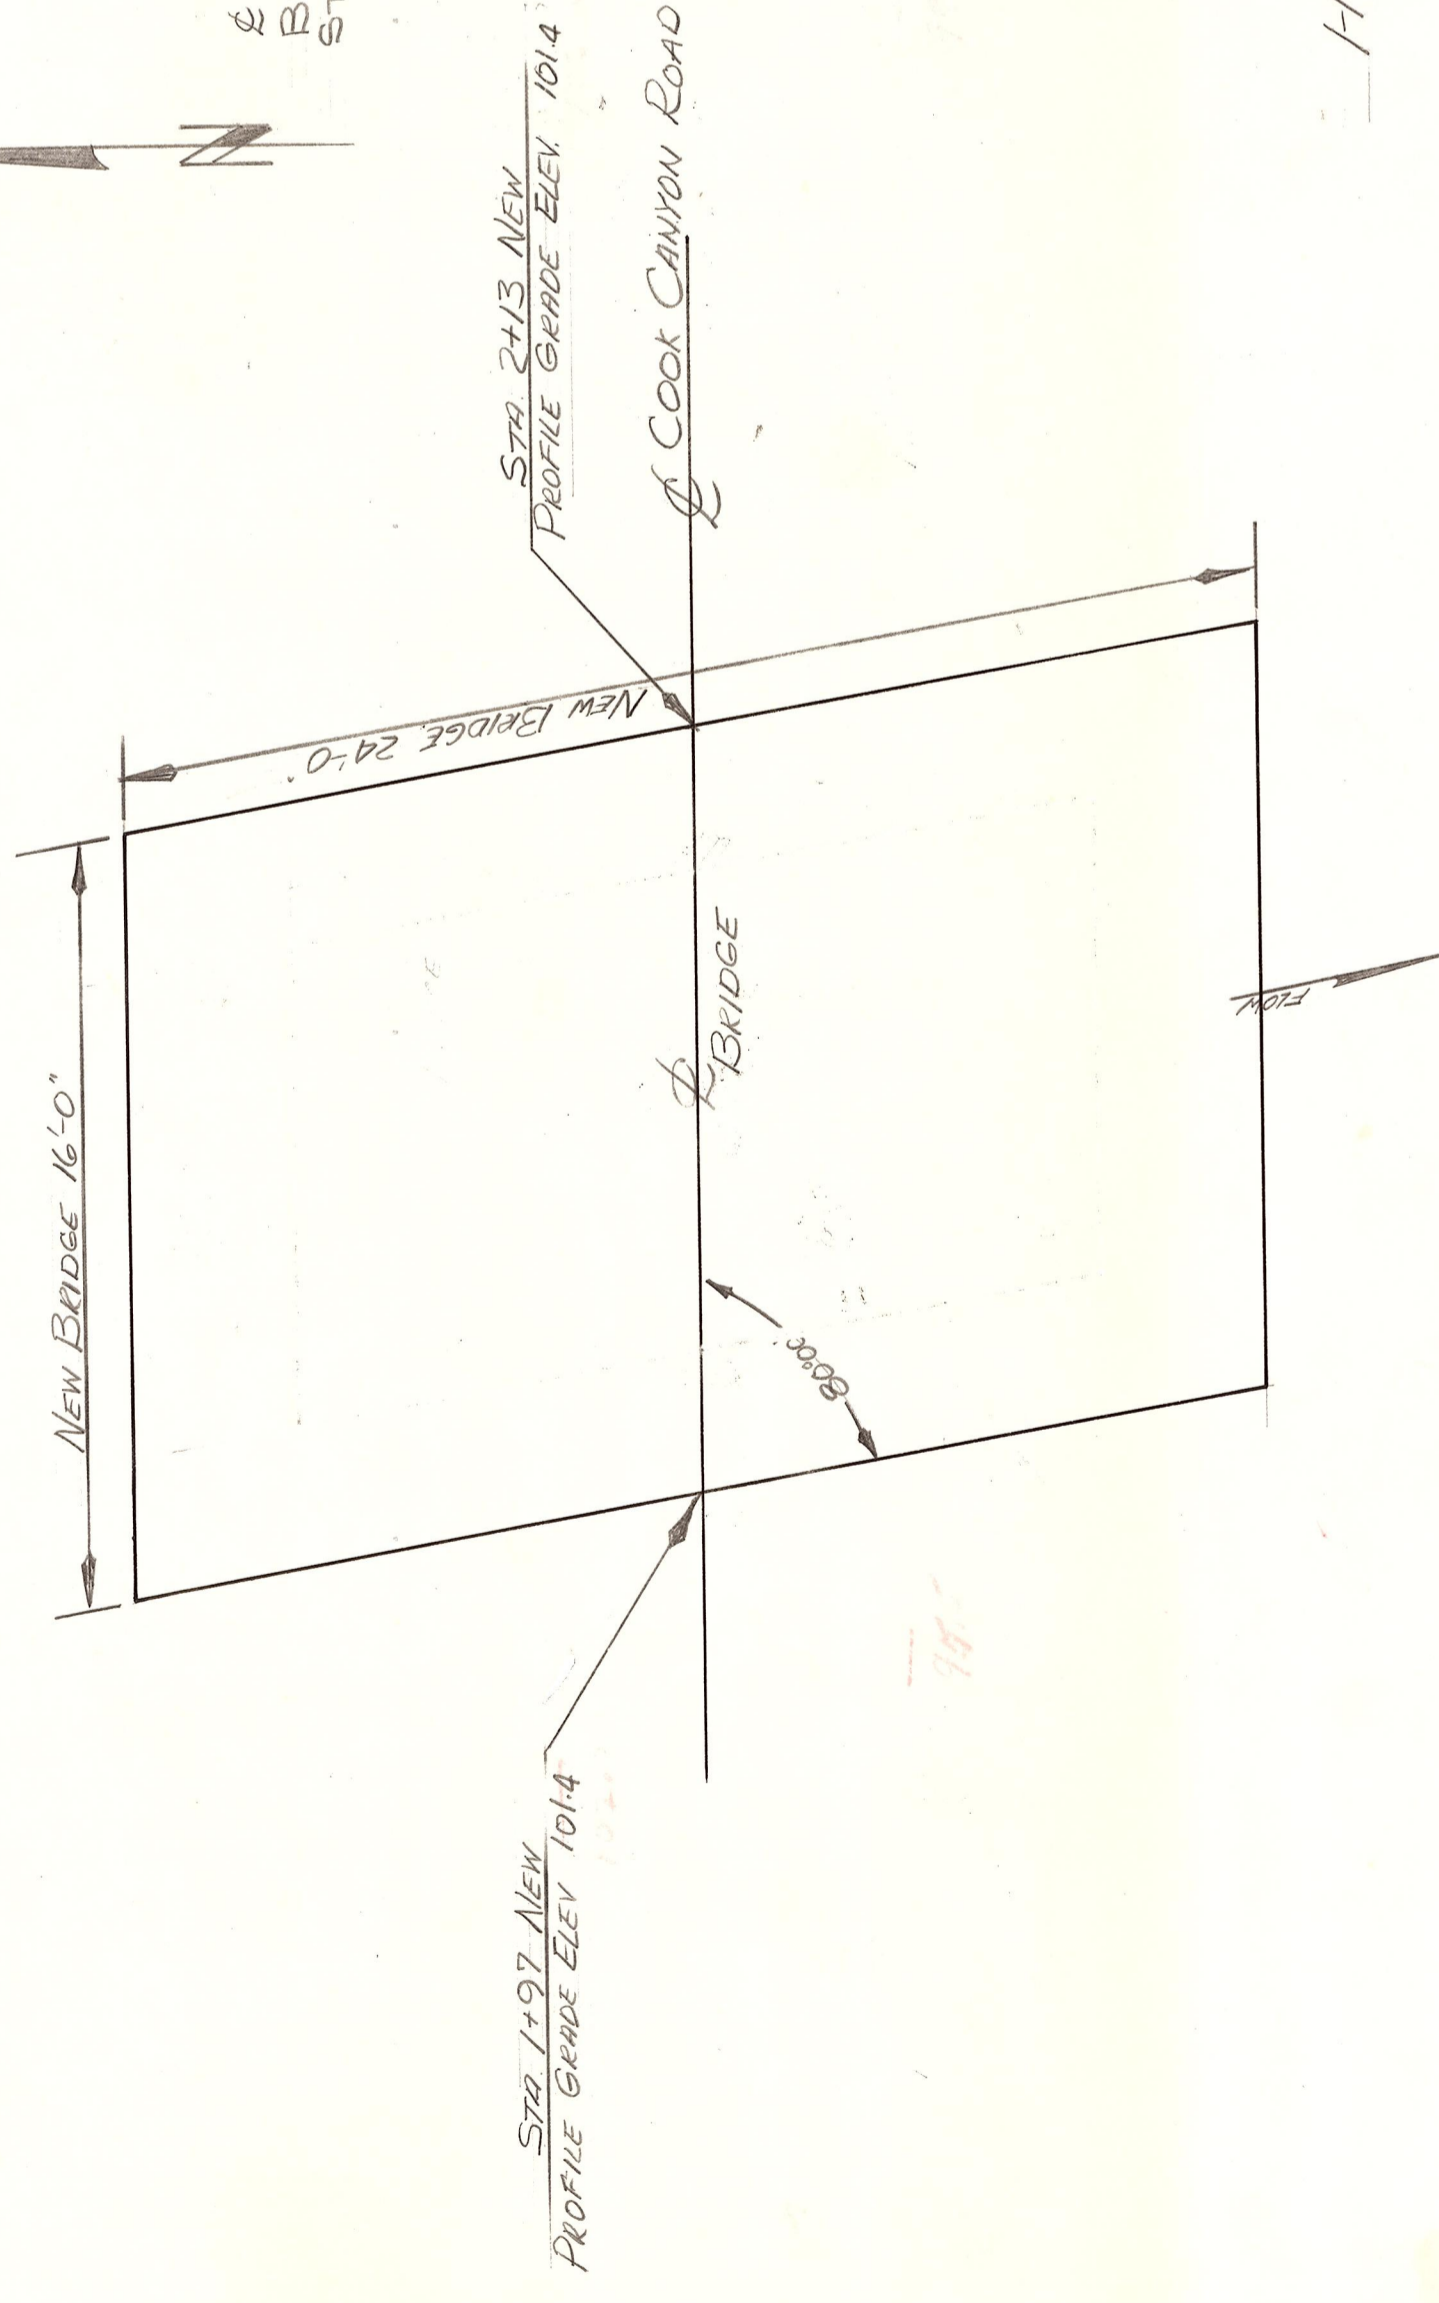 N
STA. 2+13 NEW
PROFILE GRADE ELEV. 101.4
℄ COOK CANYON ROAD
NEW BRIDGE 24'-0"
NEW BRIDGE 16'-0"
℄ BRIDGE
FLOW
80°00'
STA. 1+97 NEW
PROFILE GRADE ELEV 101.4